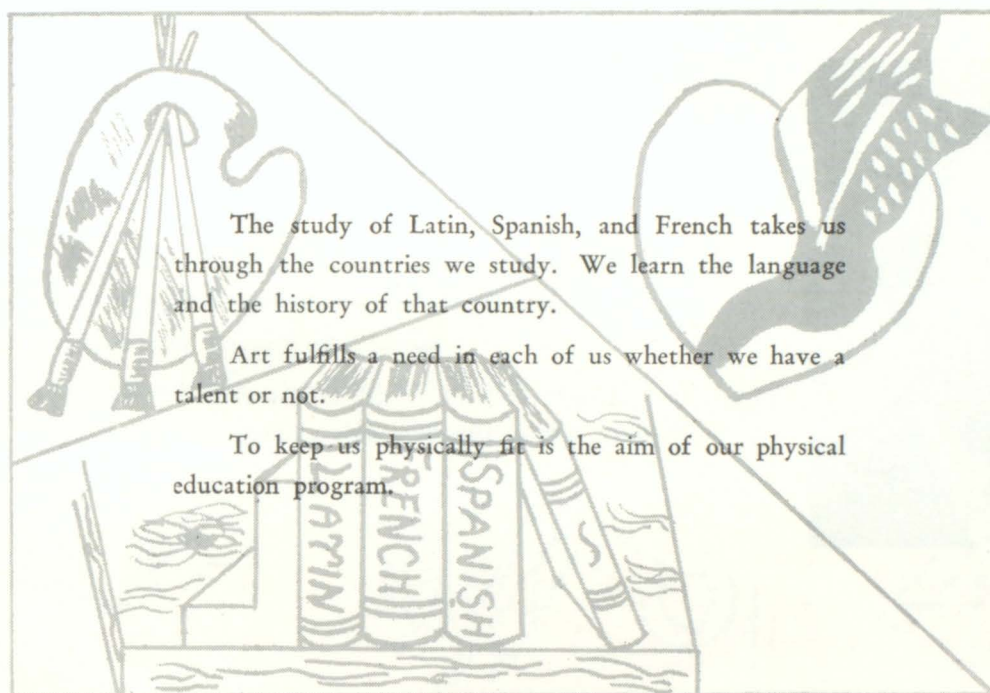 The study of Latin, Spanish, and French takes us
through the countries we study. We learn the language
and the history of that country.
Art fulfills a need in each of us whether we have a
talent or not.
To keep us physically fit is the aim of our physical
education program.
LATIN
FRENCH
SPANISH
S